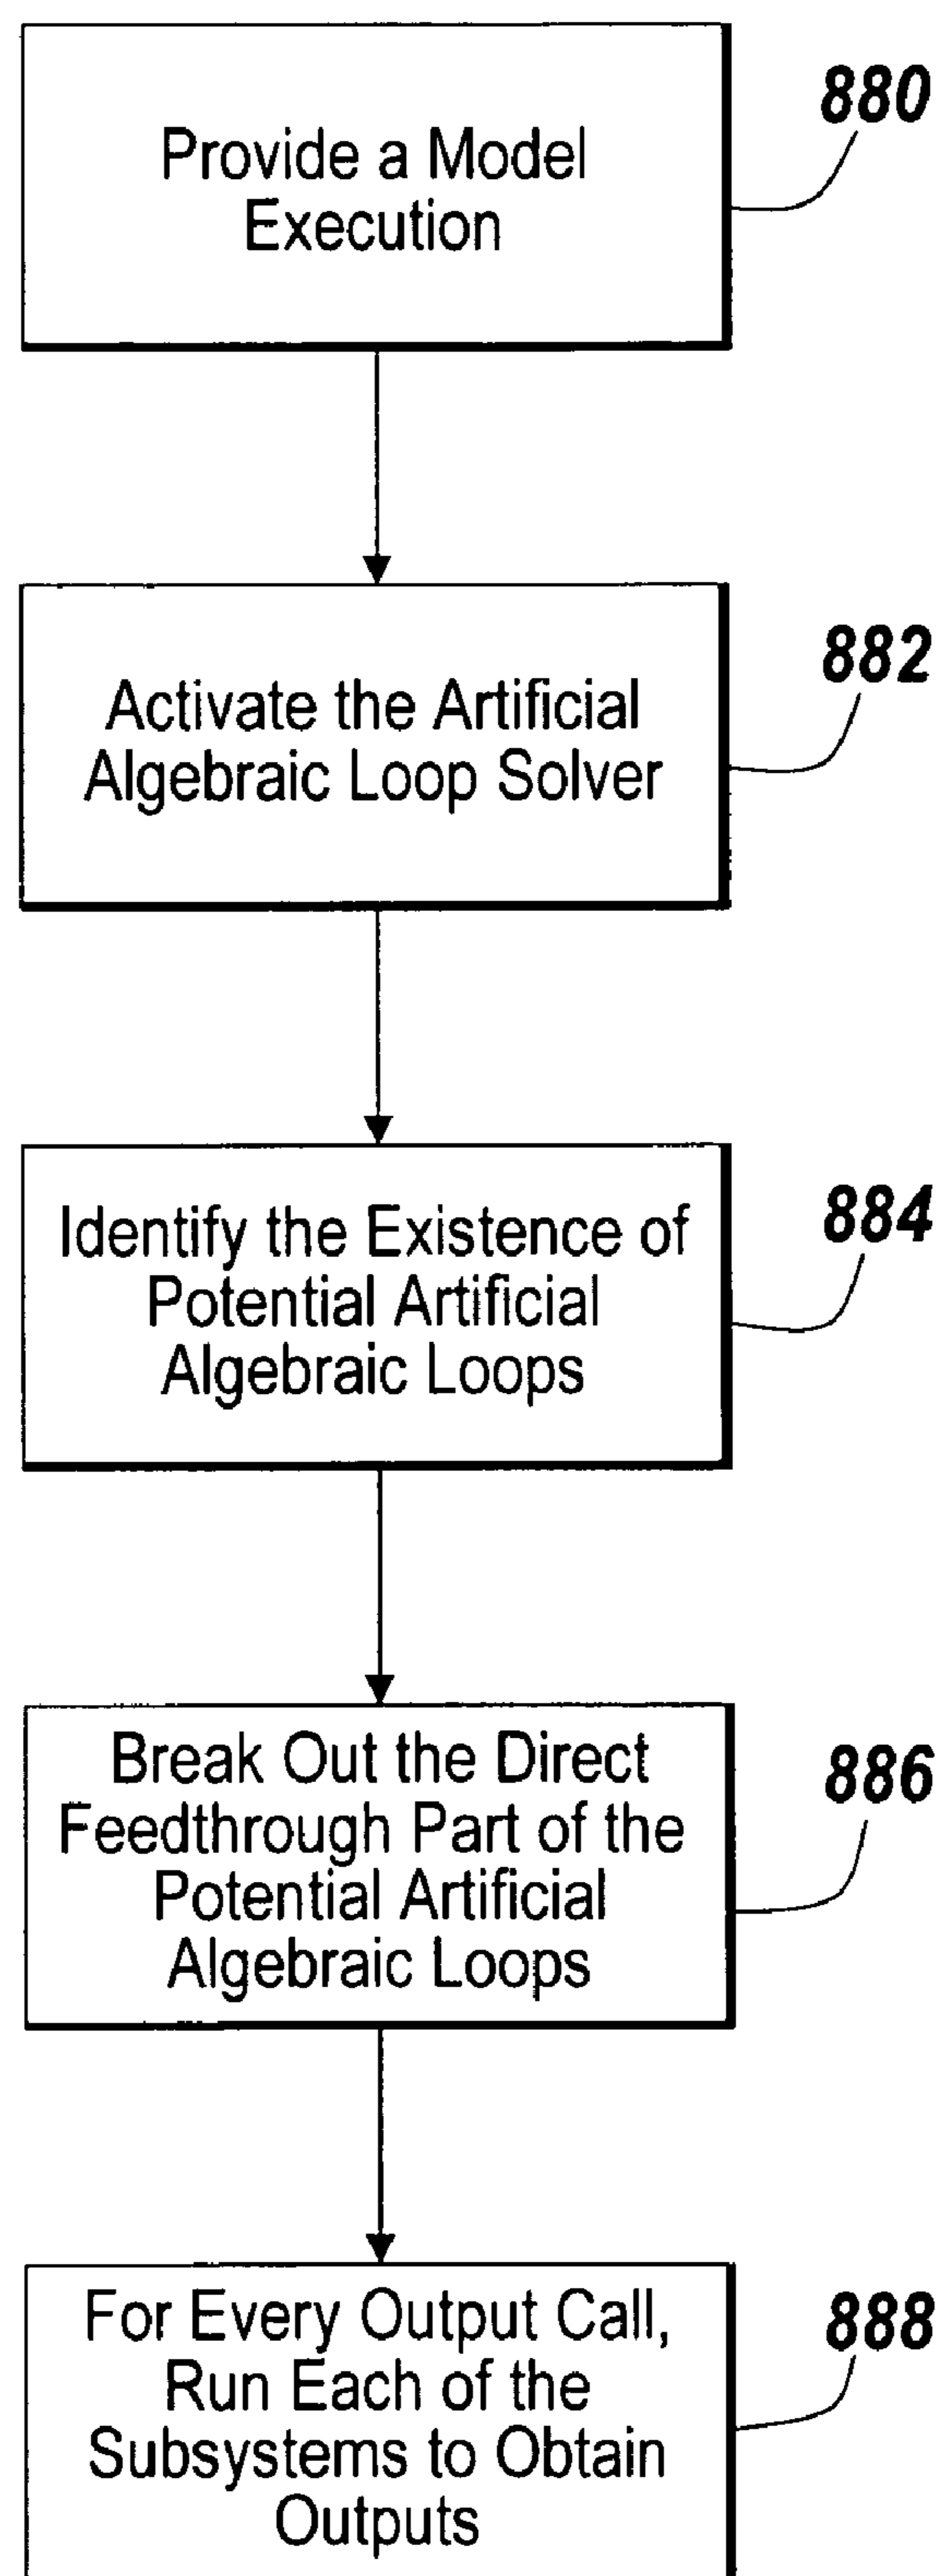 880
Provide a Model
Execution
882
Activate the Artificial
Algebraic Loop Solver
884
Identify the Existence of
Potential Artificial
Algebraic Loops
886
Break Out the Direct
Feedthrough Part of the
Potential Artificial
Algebraic Loops
888
For Every Output Call,
Run Each of the
Subsystems to Obtain
Outputs